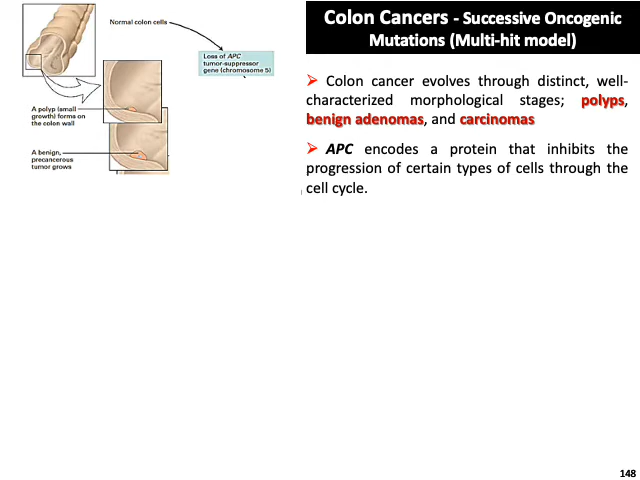 Normal colon cells
Loss of APC
tumor-suppressor
gene (chromosome 5)
A polyp (small
growth) forms on
the colon wall
A benign,
precancerous
tumor grows
Colon Cancers - Successive Oncogenic
Mutations (Multi-hit model)
➢ Colon cancer evolves through distinct, well-
characterized morphological stages; polyps,
benign adenomas, and carcinomas
➢ APC encodes a protein that inhibits the
progression of certain types of cells through the
cell cycle.
148